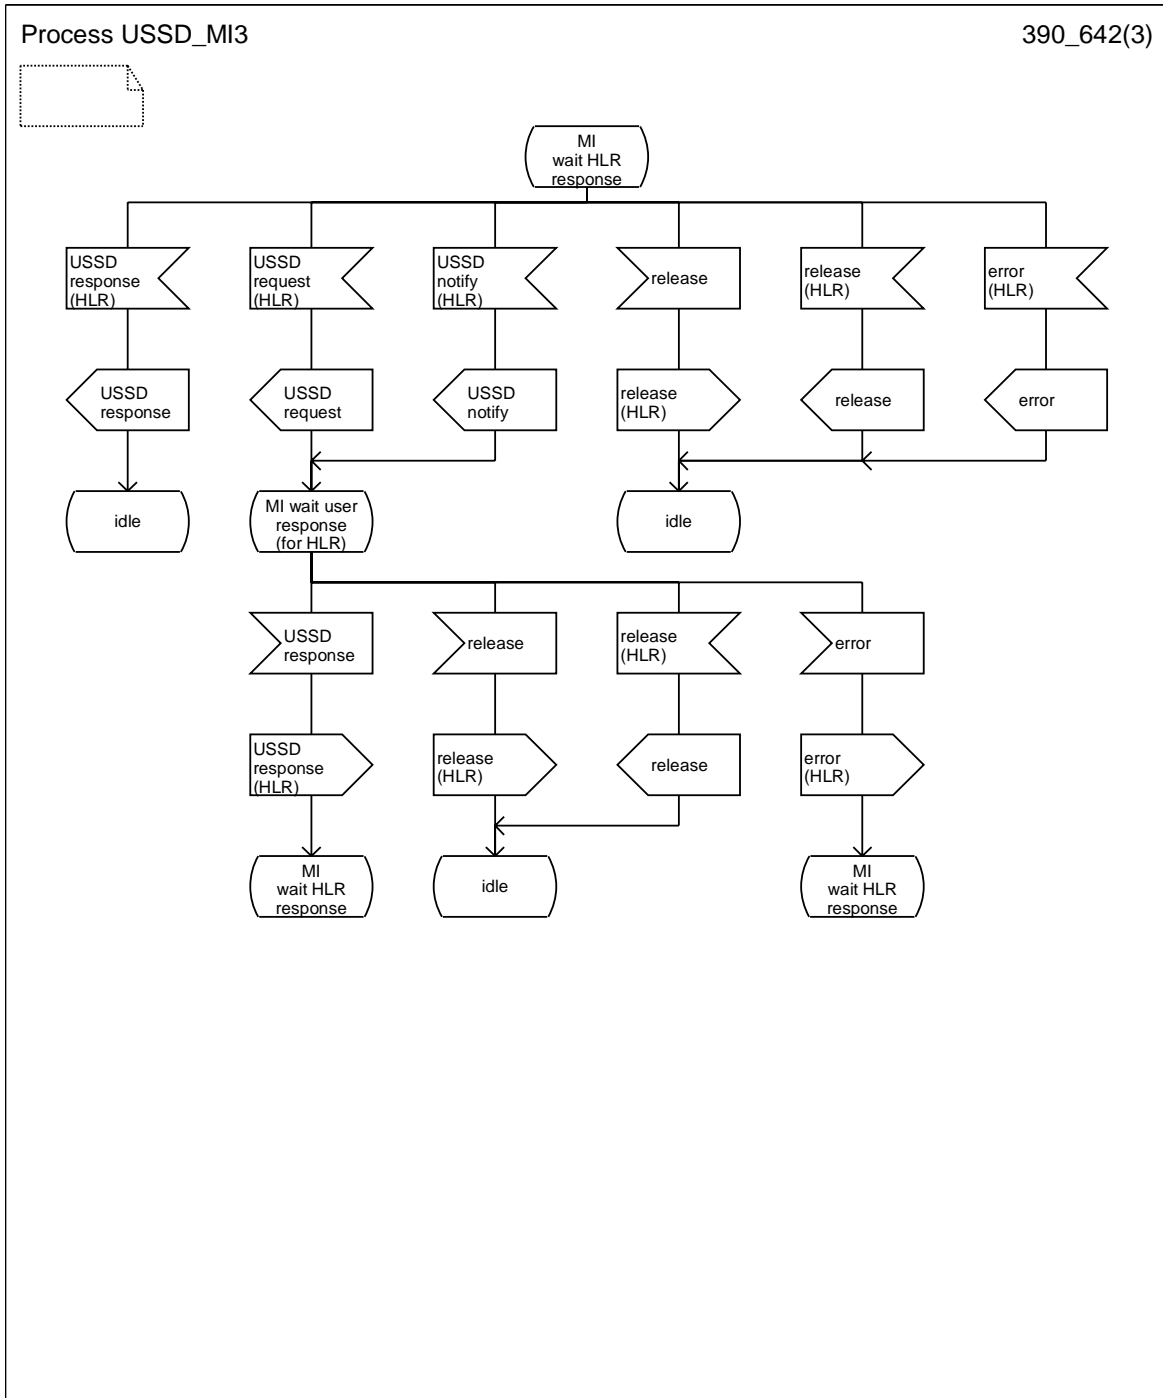 Process USSD_MI3
390_642(3)
MI
wait HLR
response
USSD
response
(HLR)
USSD
request
(HLR)
USSD
notify
(HLR)
release
release
(HLR)
error
(HLR)
USSD
response
USSD
request
USSD
notify
release
(HLR)
release
error
idle
MI wait user
response
(for HLR)
idle
USSD
response
release
release
(HLR)
error
USSD
response
(HLR)
release
(HLR)
release
error
(HLR)
MI
wait HLR
response
idle
MI
wait HLR
response